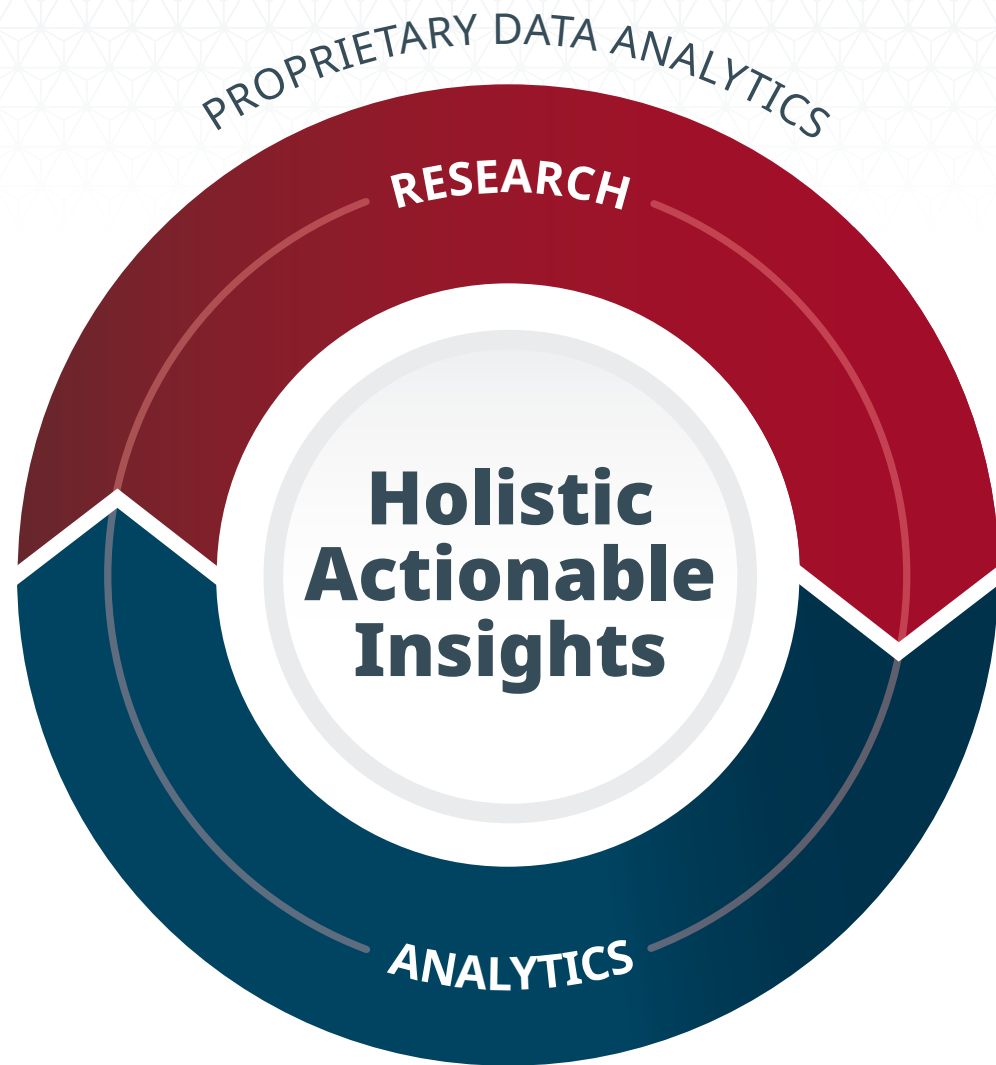 PROPRIETARY DATA ANALYTICS
RESEARCH
Holistic
Actionable
Insights
ANALYTICS